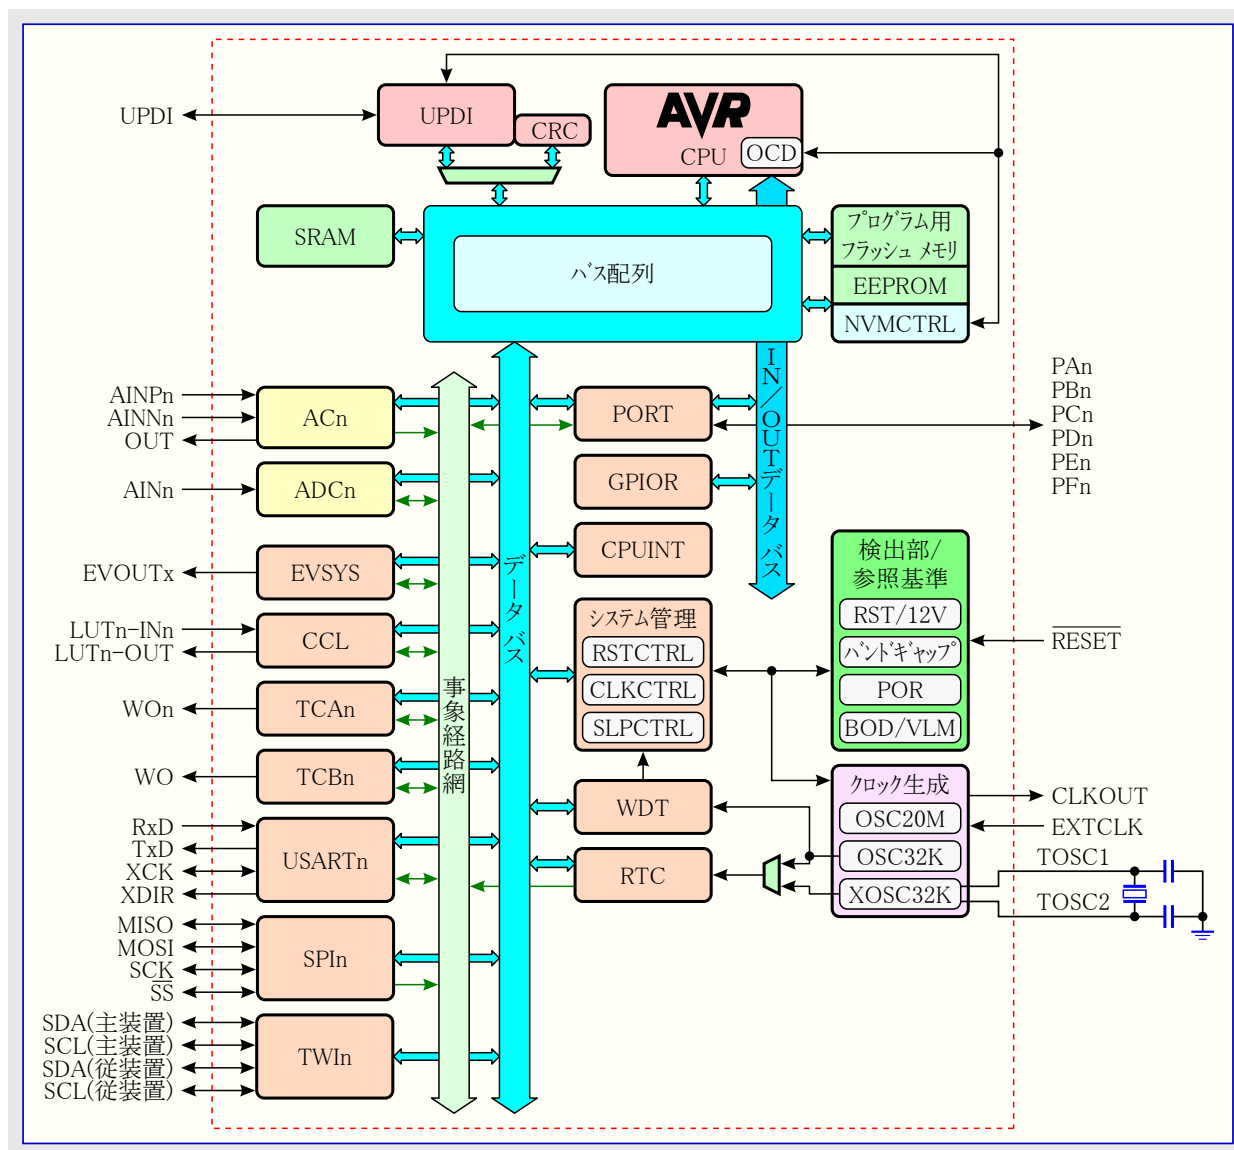 UPDI
UPDI
CRC
AVR
CPU
OCD
SRAM
バス配列
プログラム用
フラッシュ メモリ
EEPROM
NVMCTRL
AINPn
AINNn
OUT
ACn
AINn
ADCn
EVOUTx
EVSYS
LUTn-INn
LUTn-OUT
CCL
WOn
TCAn
WO
TCBn
RxD
TxD
XCK
XDIR
USARTn
MISO
MOSI
SCK
SS
SPIn
SDA(主装置)
SCL(主装置)
SDA(従装置)
SCL(従装置)
TWIn
事象経路網
データ バス
IN/OUTデータ バス
PORT
GPIOR
CPUINT
システム管理
RSTCTRL
CLKCTRL
SLPCTRL
WDT
RTC
PAn
PBn
PCn
PDn
PEn
PFn
検出部/
参照基準
RST/12V
バンドギャップ
POR
BOD/VLM
RESET
クロック生成
OSC20M
OSC32K
XOSC32K
CLKOUT
EXTCLK
TOSC1
TOSC2